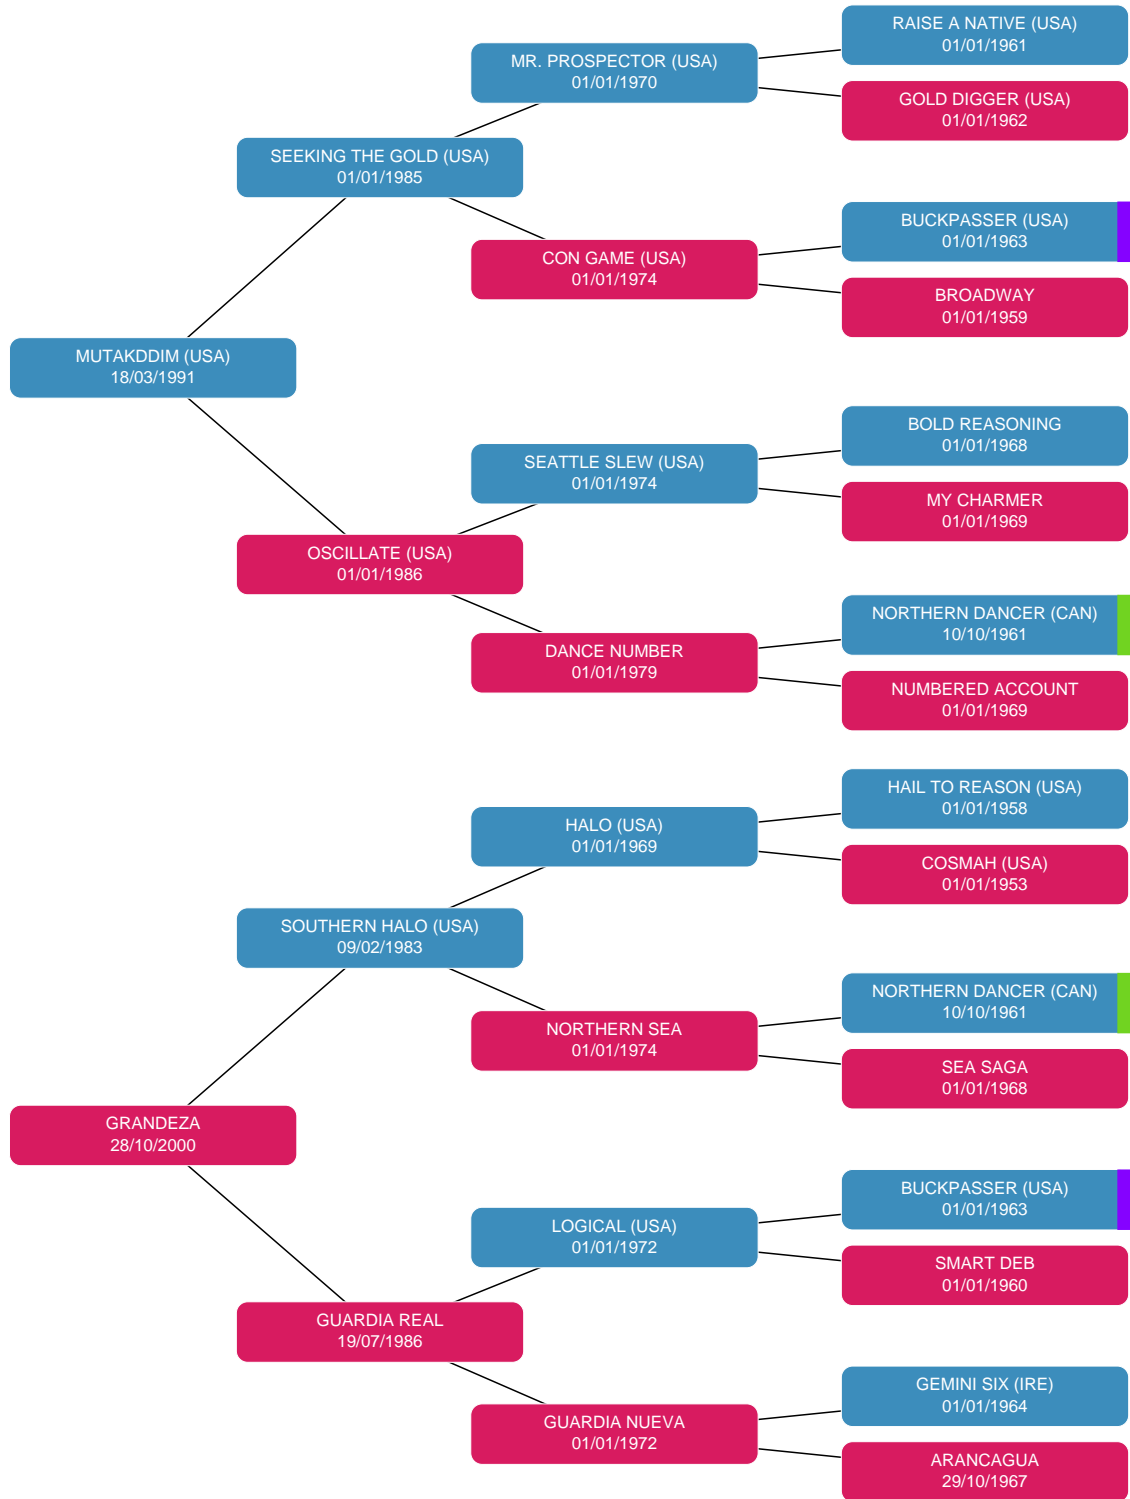 RAISE A NATIVE (USA)
01/01/1961
MR. PROSPECTOR (USA)
01/01/1970
GOLD DIGGER (USA)
01/01/1962
SEEKING THE GOLD (USA)
01/01/1985
BUCKPASSER (USA)
01/01/1963
CON GAME (USA)
01/01/1974
BROADWAY
01/01/1959
MUTAKDDIM (USA)
18/03/1991
BOLD REASONING
01/01/1968
SEATTLE SLEW (USA)
01/01/1974
MY CHARMER
01/01/1969
OSCILLATE (USA)
01/01/1986
NORTHERN DANCER (CAN)
10/10/1961
DANCE NUMBER
01/01/1979
NUMBERED ACCOUNT
01/01/1969
HAIL TO REASON (USA)
01/01/1958
HALO (USA)
01/01/1969
COSMAH (USA)
01/01/1953
SOUTHERN HALO (USA)
09/02/1983
NORTHERN DANCER (CAN)
10/10/1961
NORTHERN SEA
01/01/1974
SEA SAGA
01/01/1968
GRANDEZA
28/10/2000
BUCKPASSER (USA)
01/01/1963
LOGICAL (USA)
01/01/1972
SMART DEB
01/01/1960
GUARDIA REAL
19/07/1986
GEMINI SIX (IRE)
01/01/1964
GUARDIA NUEVA
01/01/1972
ARANCAGUA
29/10/1967